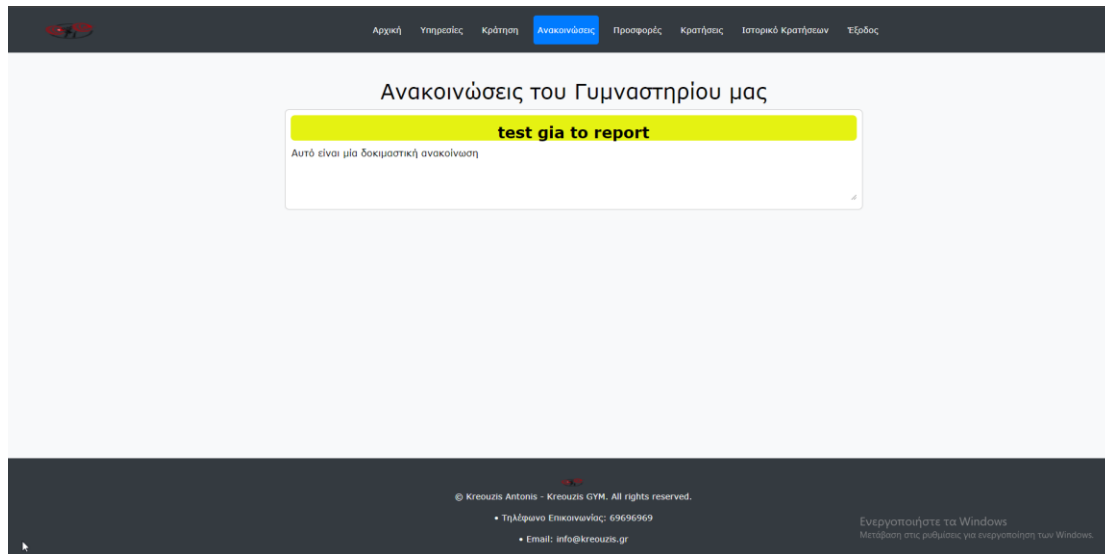 Αρχική Υπηρεσίες Κράτηση Ανακοινώσεις Προσφορές Κρατήσεις Ιστορικό Κρατήσεων Έξοδος
Ανακοινώσεις του Γυμναστηρίου μας
test gia to report
Αυτό είναι μία δοκιμαστική ανακοίνωση
© Kreouzis Antonis - Kreouzis GYM. All rights reserved.
• Τηλέφωνο Επικοινωνίας: 69696969
• Email: info@kreouzis.gr
Ενεργοποιήστε τα Windows
Μετάβαση στις ρυθμίσεις για ενεργοποίηση των Windows.